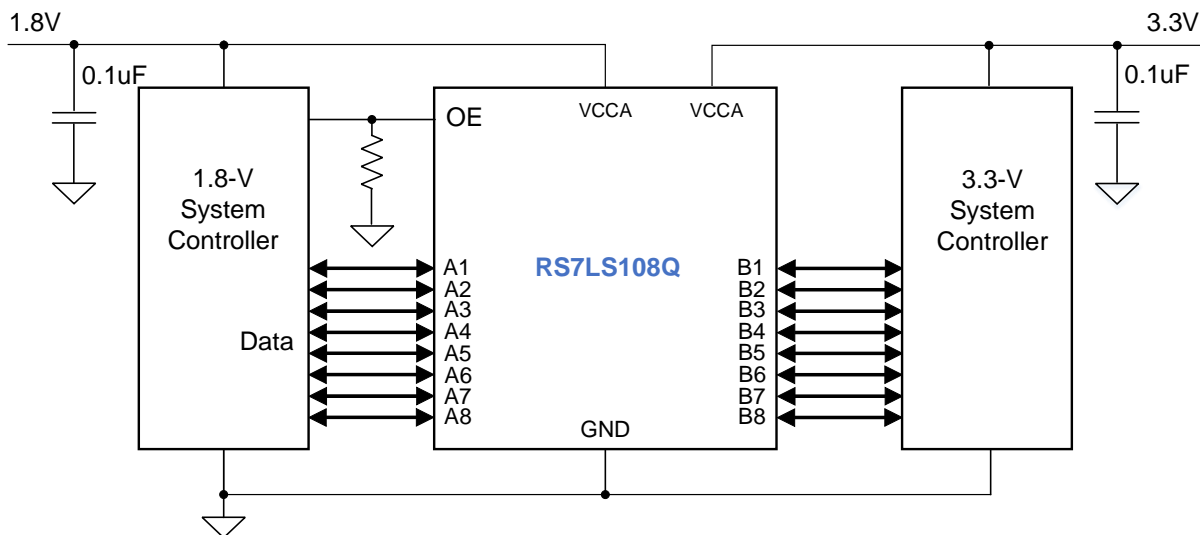 1.8V
3.3V
0.1uF
0.1uF
OE
VCCA
VCCA
1.8-V
System
Controller
3.3-V
System
Controller
RS7LS108Q
Data
A1
A2
A3
A4
A5
A6
A7
A8
B1
B2
B3
B4
B5
B6
B7
B8
GND